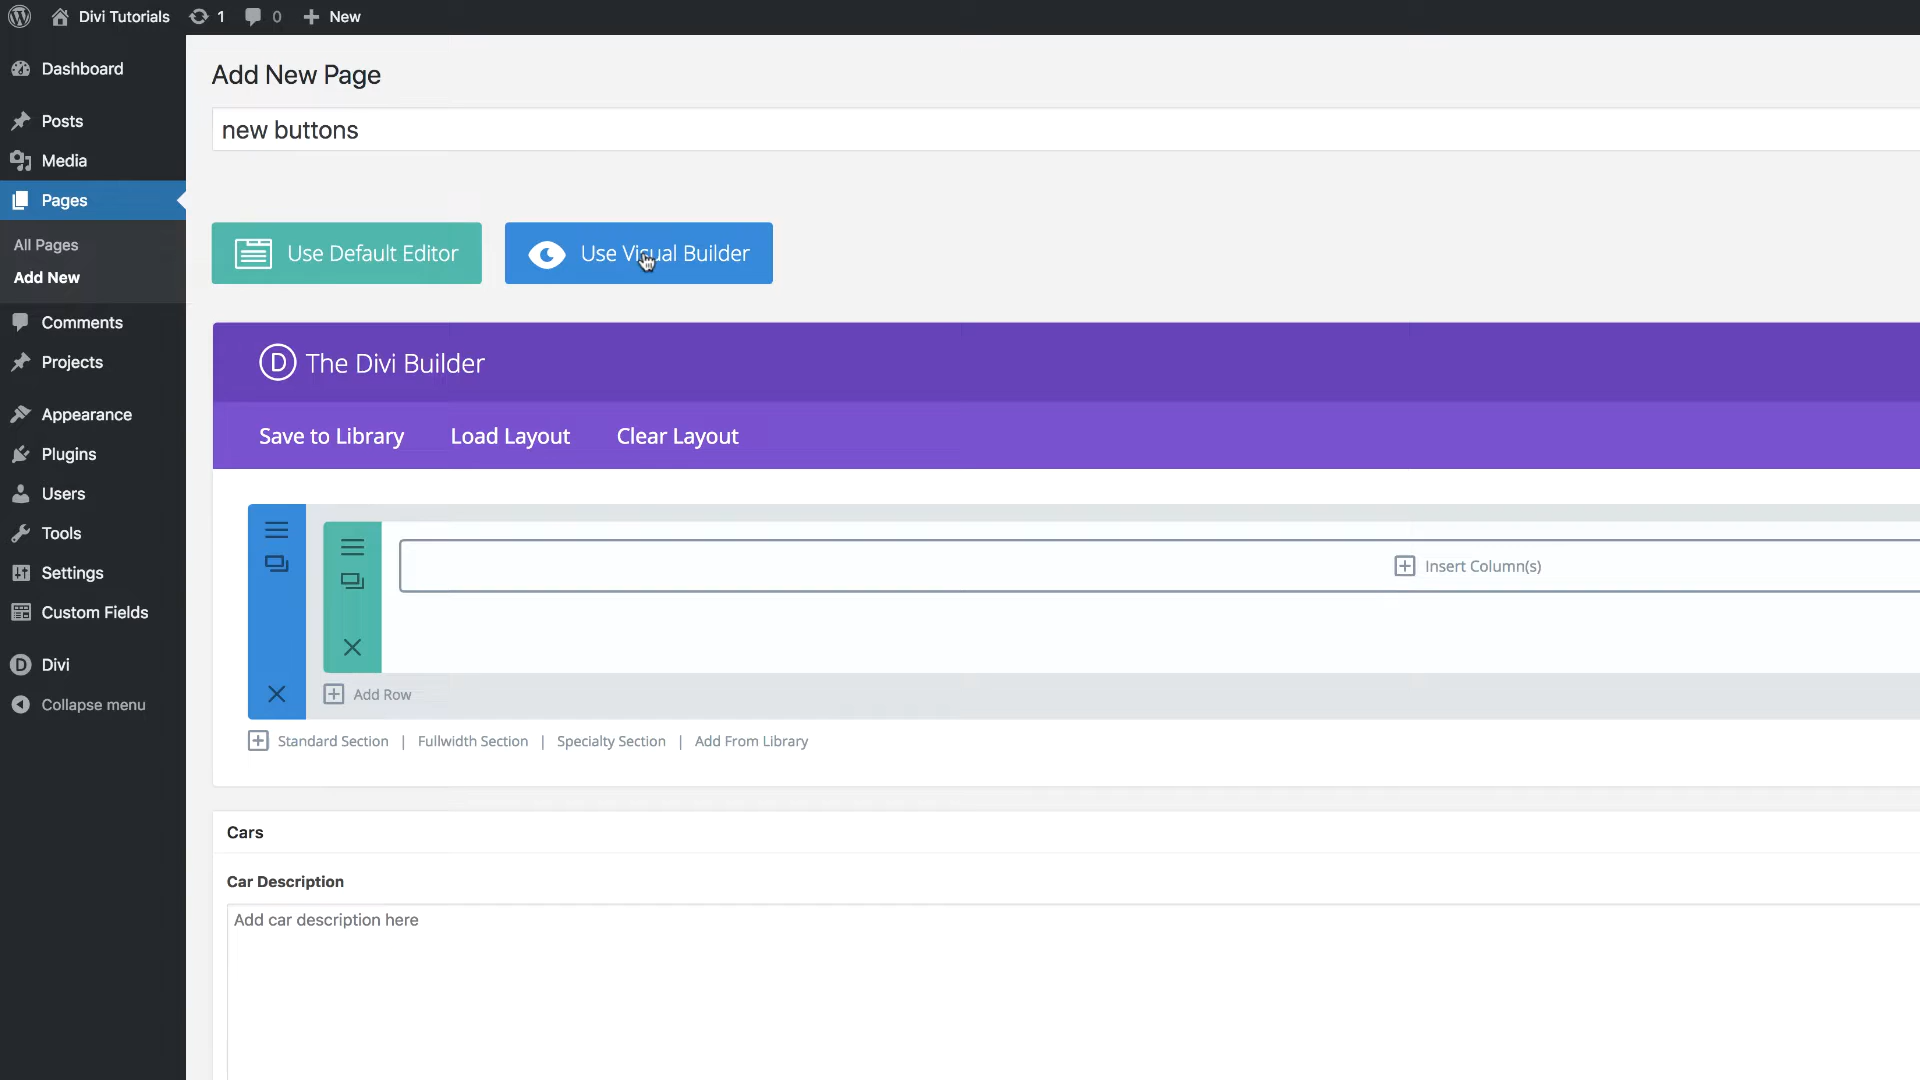 Divi Tutorials 1 0 New
Dashboard
Posts
Media
Pages
All Pages
Add New
Comments
Projects
Appearance
Plugins
Users
Tools
Settings
Custom Fields
Divi
Collapse menu
Add New Page
new buttons
Use Default Editor Use Visual Builder
D The Divi Builder
Save to Library Load Layout Clear Layout
Insert Column(s)
Add Row
Standard Section | Fullwidth Section | Specialty Section | Add From Library
Cars
Car Description
Add car description here